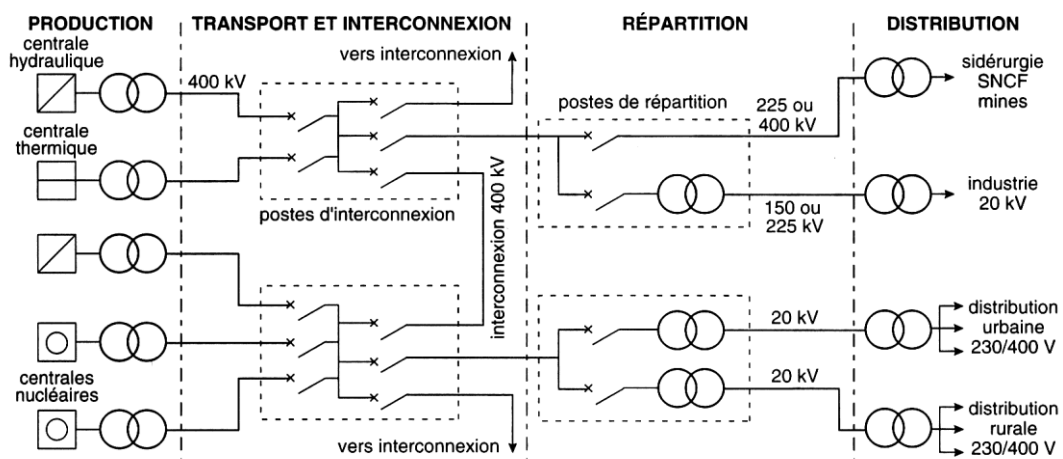 PRODUCTION
TRANSPORT ET INTERCONNEXION
RÉPARTITION
DISTRIBUTION
centrale
hydraulique
400 kV
centrale
thermique
centrales
nucléaires
vers interconnexion
postes d'interconnexion
interconnexion 400 kV
vers interconnexion
postes de répartition
225 ou
400 kV
150 ou
225 kV
20 kV
20 kV
sidérurgie
SNCF
mines
industrie
20 kV
distribution
urbaine
230/400 V
distribution
rurale
230/400 V